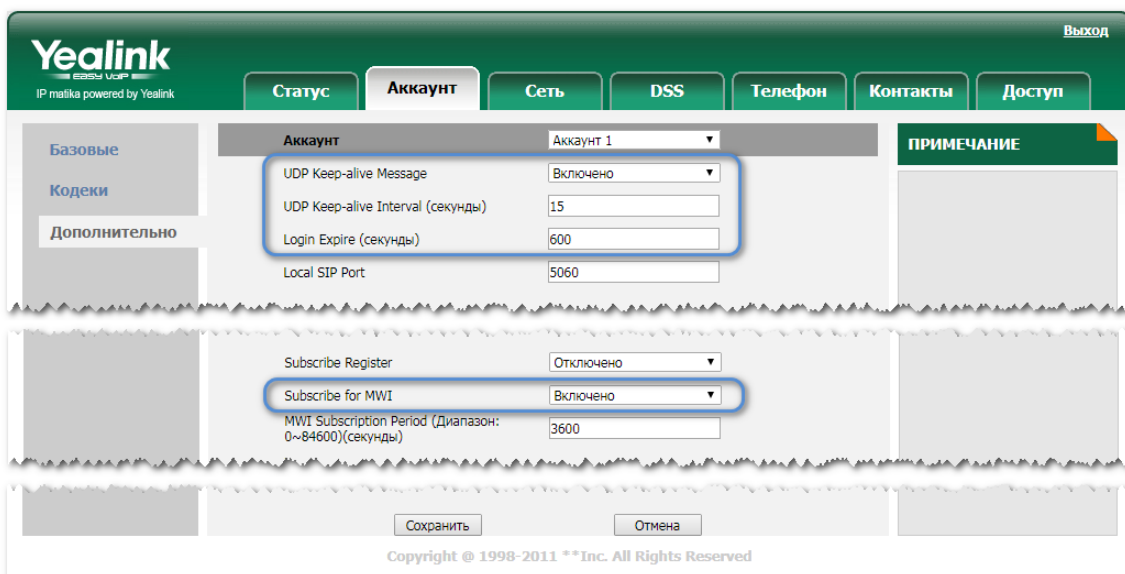 Выход
Yealink
EASY VoIP
IP matika powered by Yealink
Статус Аккаунт Сеть DSS Телефон Контакты Доступ
Базовые
Кодеки
Дополнительно
Аккаунт Аккаунт 1
UDP Keep-alive Message Включено
UDP Keep-alive Interval (секунды) 15
Login Expire (секунды) 600
Local SIP Port 5060
Subscribe Register Отключено
Subscribe for MWI Включено
MWI Subscription Period (Диапазон:
0~84600)(секунды) 3600
Сохранить Отмена
ПРИМЕЧАНИЕ
Copyright @ 1998-2011 **Inc. All Rights Reserved